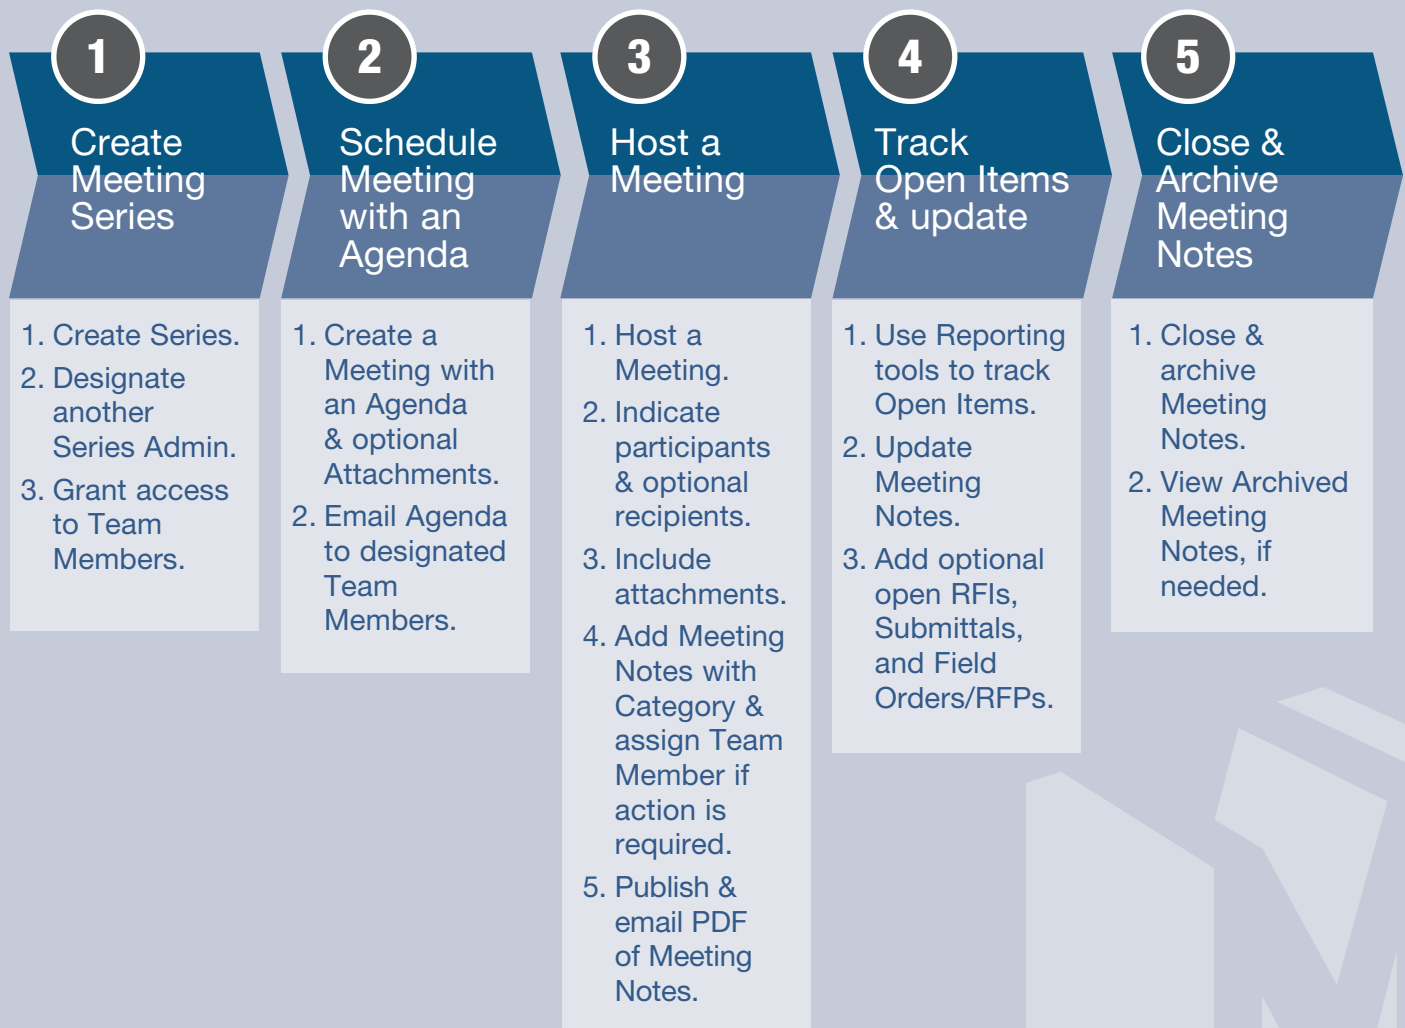 1
Create
Meeting
Series
1. Create Series.
2. Designate
another
Series Admin.
3. Grant access
to Team
Members.
2
Schedule
Meeting
with an
Agenda
1. Create a
Meeting with
an Agenda
& optional
Attachments.
2. Email Agenda
to designated
Team
Members.
3
Host a
Meeting
1. Host a
Meeting.
2. Indicate
participants
& optional
recipients.
3. Include
attachments.
4. Add Meeting
Notes with
Category &
assign Team
Member if
action is
required.
5. Publish &
email PDF
of Meeting
Notes.
4
Track
Open Items
& update
1. Use Reporting
tools to track
Open Items.
2. Update
Meeting
Notes.
3. Add optional
open RFIs,
Submittals,
and Field
Orders/RFPs.
5
Close &
Archive
Meeting
Notes
1. Close &
archive
Meeting
Notes.
2. View Archived
Meeting
Notes, if
needed.